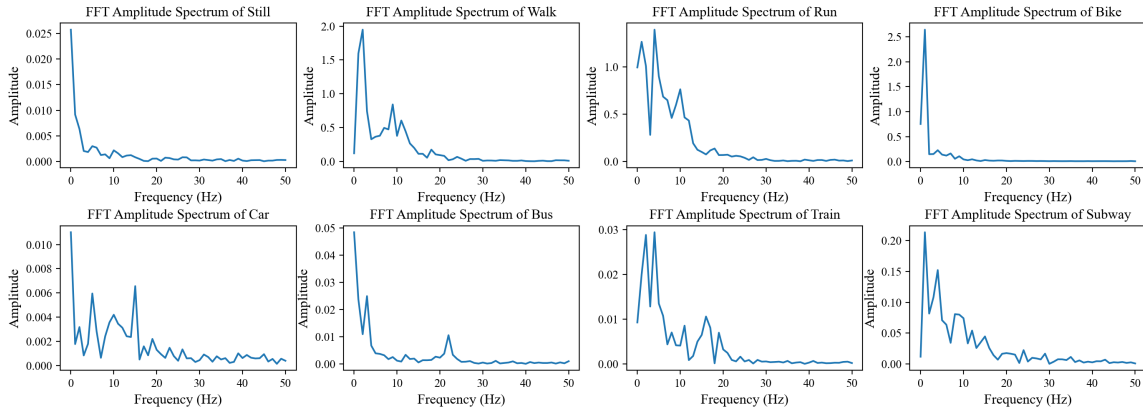 FFT Amplitude Spectrum of Still
0.025
0.020
0.015
0.010
0.005
0.000
Amplitude
0 10 20 30 40 50
Frequency (Hz)
FFT Amplitude Spectrum of Walk
2.0
1.5
1.0
0.5
0.0
Amplitude
0 10 20 30 40 50
Frequency (Hz)
FFT Amplitude Spectrum of Run
1.0
0.5
0.0
Amplitude
0 10 20 30 40 50
Frequency (Hz)
FFT Amplitude Spectrum of Bike
2.5
2.0
1.5
1.0
0.5
0.0
Amplitude
0 10 20 30 40 50
Frequency (Hz)
FFT Amplitude Spectrum of Car
0.010
0.008
0.006
0.004
0.002
0.000
Amplitude
0 10 20 30 40 50
Frequency (Hz)
FFT Amplitude Spectrum of Bus
0.05
0.04
0.03
0.02
0.01
0.00
Amplitude
0 10 20 30 40 50
Frequency (Hz)
FFT Amplitude Spectrum of Train
0.03
0.02
0.01
0.00
Amplitude
0 10 20 30 40 50
Frequency (Hz)
FFT Amplitude Spectrum of Subway
0.20
0.15
0.10
0.05
0.00
Amplitude
0 10 20 30 40 50
Frequency (Hz)